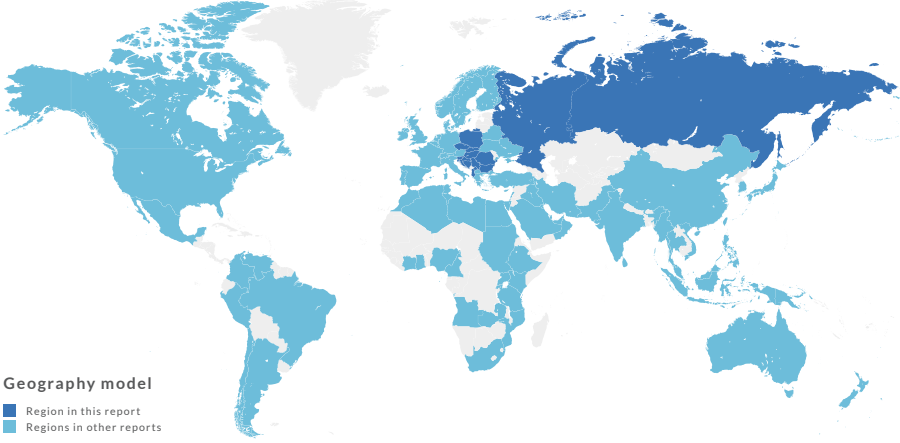 Geography model
Region in this report
Regions in other reports